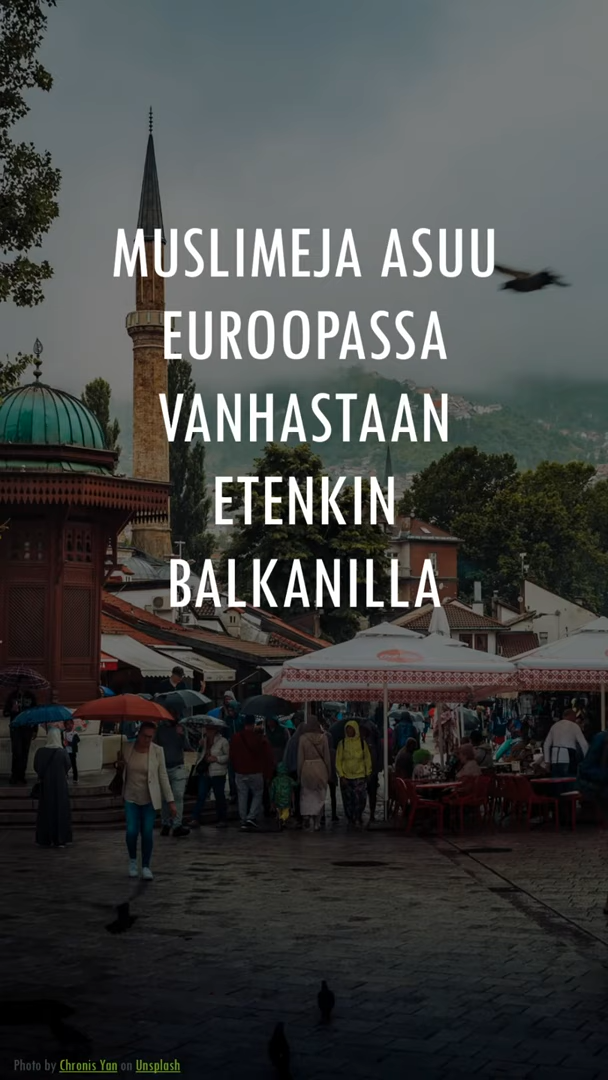 MUSLIMEJA ASUU
EUROOPASSA
VANHASTAAN
ETENKIN
BALKANILLA
Photo by Chronis Yan on Unsplash